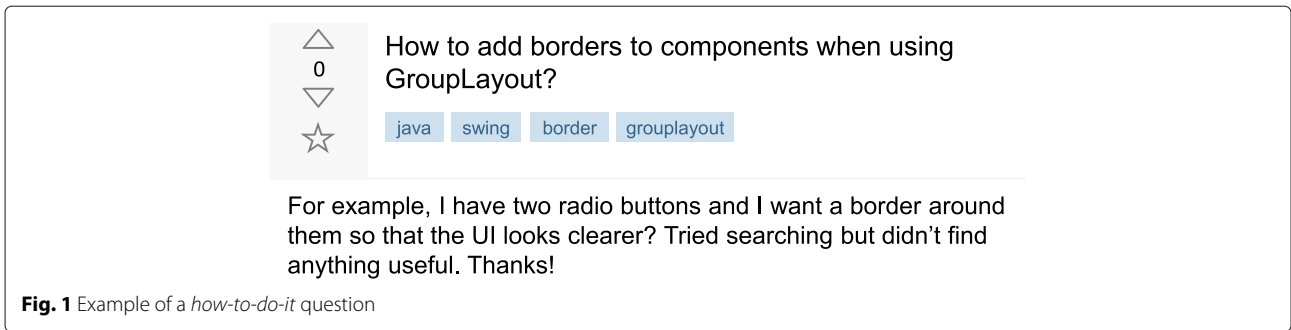 0
How to add borders to components when using
GroupLayout?
java swing border grouplayout
For example, I have two radio buttons and I want a border around
them so that the UI looks clearer? Tried searching but didn't find
anything useful. Thanks!
Fig. 1 Example of a how-to-do-it question